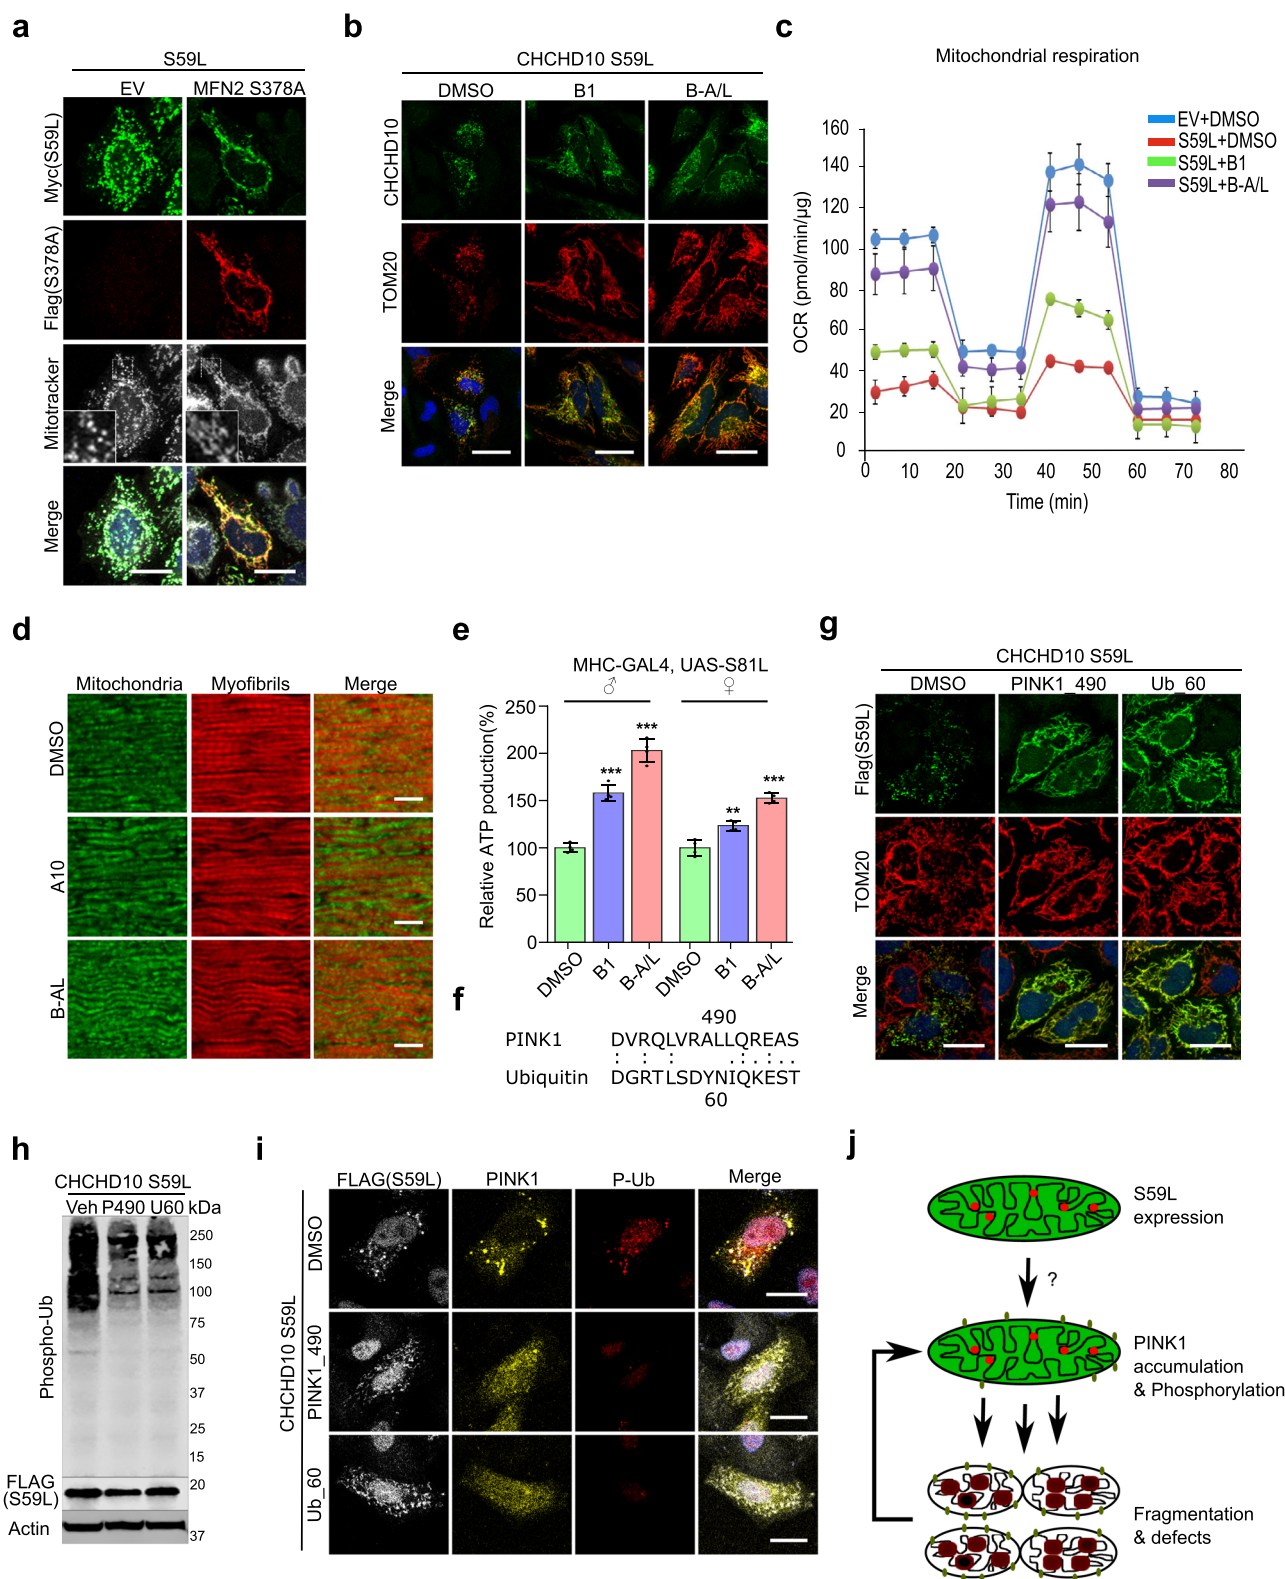 a
S59L
EV
MFN2 S378A
Myc(S59L)
Flag(S378A)
Mitotracker
Merge
b
CHCHD10 S59L
DMSO
B1
B-A/L
CHCHD10
TOM20
Merge
c
Mitochondrial respiration
EV+DMSO
S59L+DMSO
S59L+B1
S59L+B-A/L
OCR (pmol/min/µg)
160
140
120
100
80
60
40
20
0
0 10 20 30 40 50 60 70 80
Time (min)
d
Mitochondria
Myofibrils
Merge
DMSO
A10
B-AL
e
MHC-GAL4, UAS-S81L
♂ ♀
Relative ATP poduction(%)
250
200
150
100
50
0
***
***
**
***
DMSO B1 B-A/L DMSO B1 B-A/L
f
490
PINK1 DVRQLVRALLQREAS
: : : . : . : . .
Ubiquitin DGRTLSDYNIQKEST
60
g
CHCHD10 S59L
DMSO
PINK1_490
Ub_60
Flag(S59L)
TOM20
Merge
h
CHCHD10 S59L
Veh P490 U60 kDa
Phospho-Ub
250
150
100
75
50
37
25
15
FLAG
(S59L)
20
Actin
37
i
FLAG(S59L)
PINK1
P-Ub
Merge
CHCHD10 S59L
DMSO
PINK1_490
Ub_60
j
S59L
expression
?
PINK1
accumulation
& Phosphorylation
Fragmentation
& defects